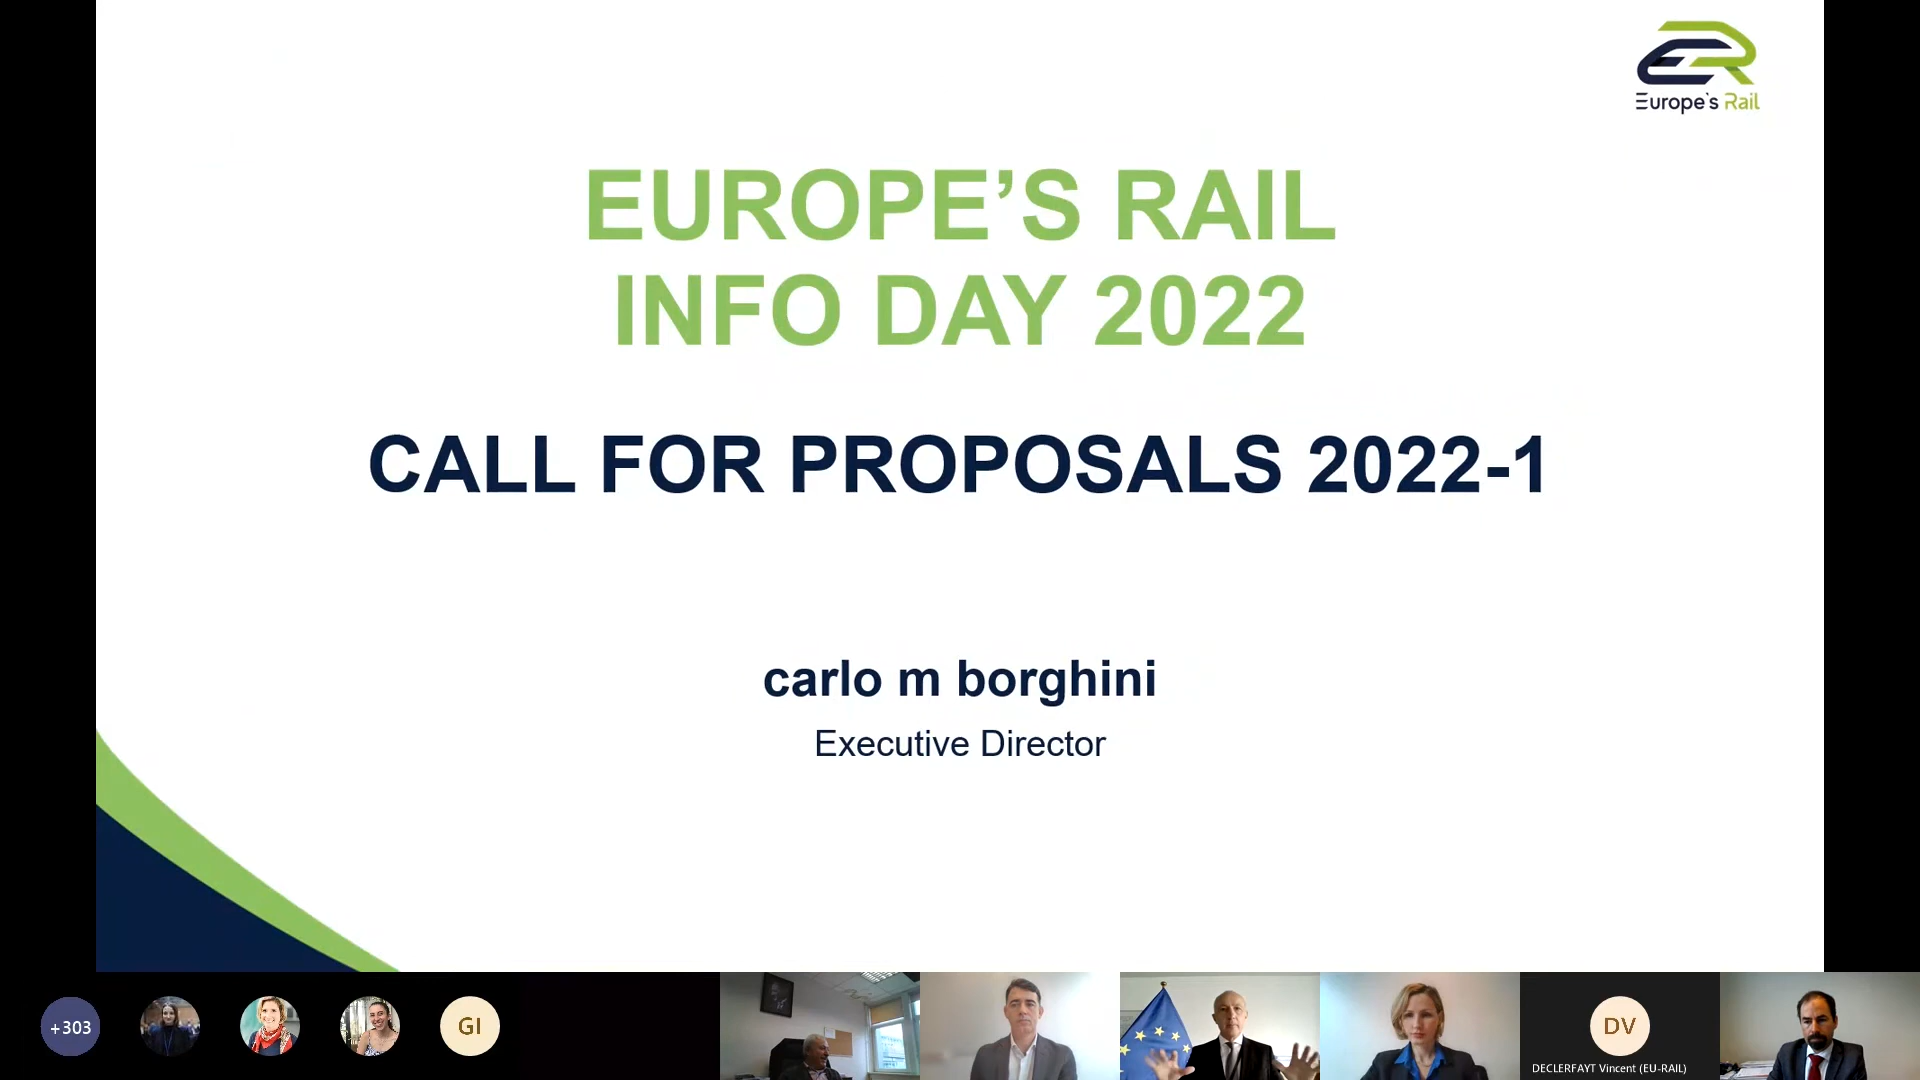 Europe's Rail
EUROPE’S RAIL
INFO DAY 2022
CALL FOR PROPOSALS 2022-1
carlo m borghini
Executive Director
+303
GI
DV
DECLERFAYT Vincent (EU-RAIL)